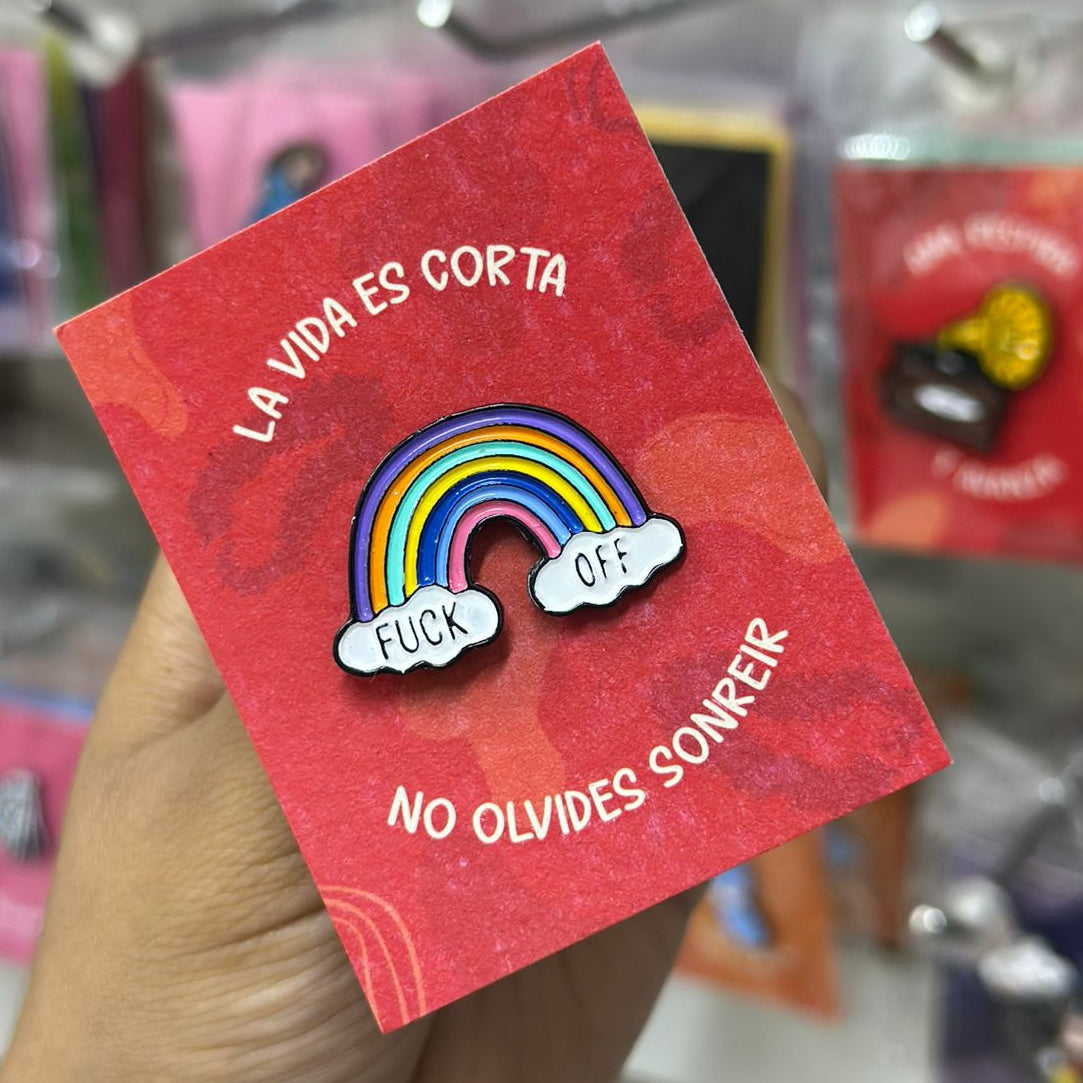 LA VIDA ES CORTA
FUCK
OFF
NO OLVIDES SONREIR